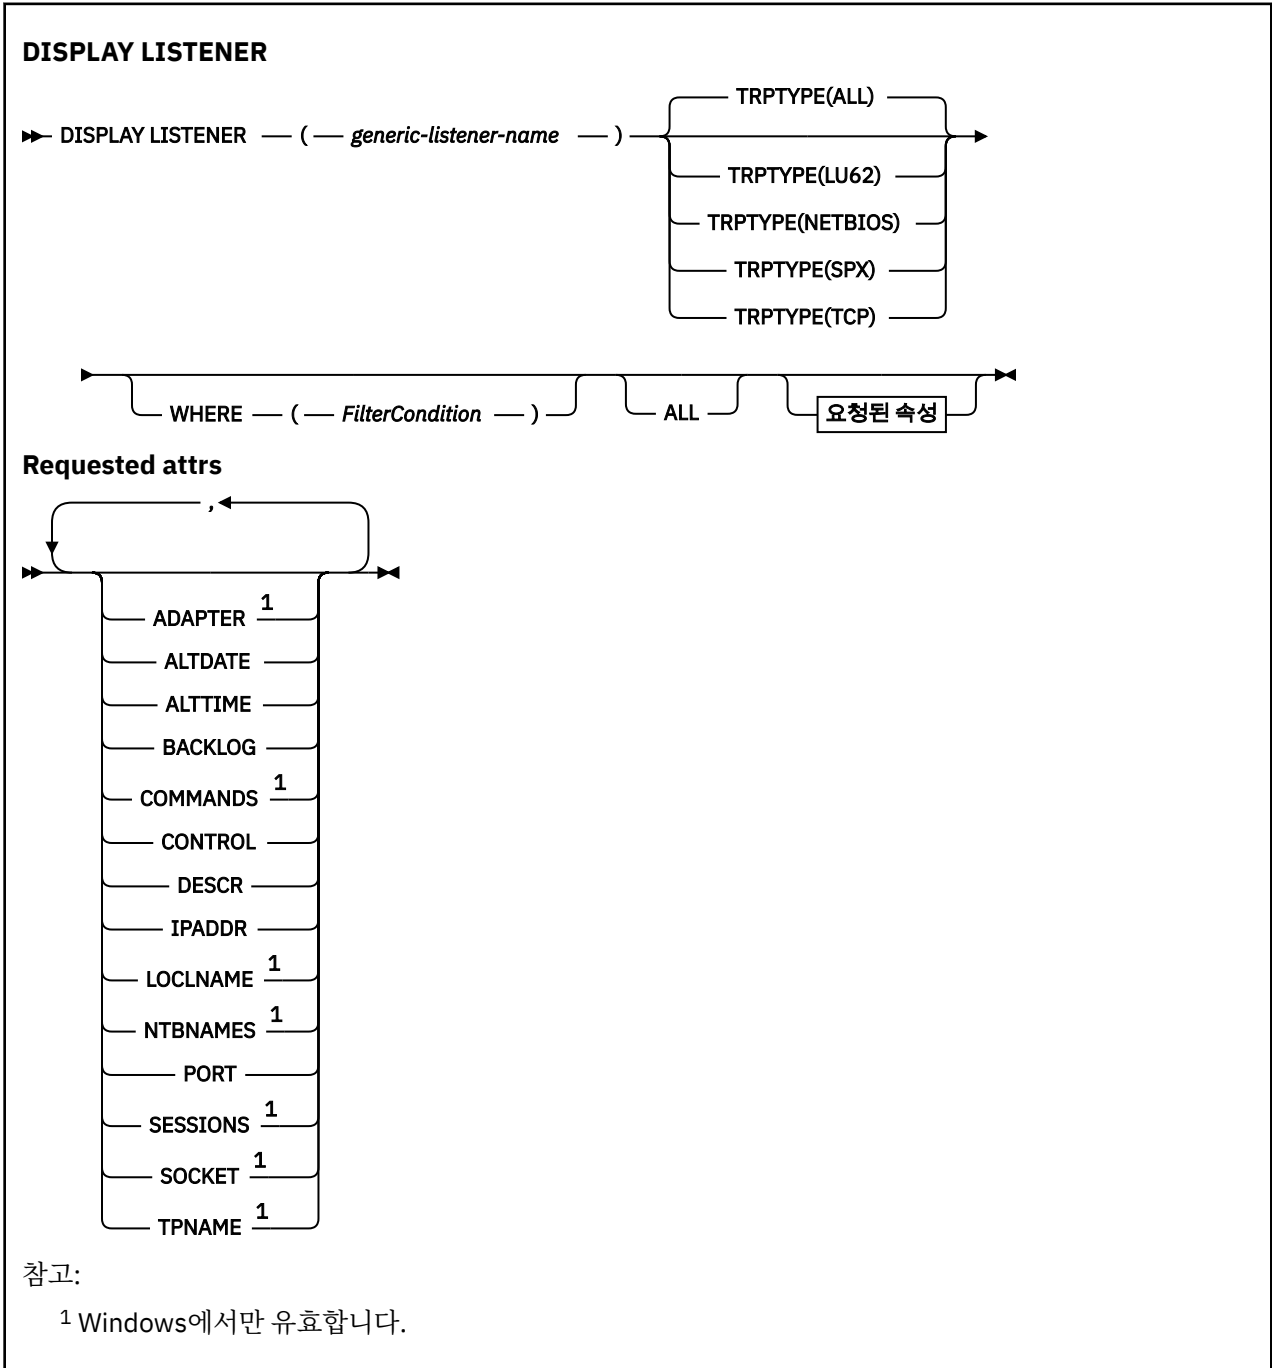 DISPLAY LISTENER
TRPTYPE(ALL)
DISPLAY LISTENER ( generic-listener-name )
TRPTYPE(LU62)
TRPTYPE(NETBIOS)
TRPTYPE(SPX)
TRPTYPE(TCP)
WHERE ( FilterCondition ) ALL 요청된 속성
Requested attrs
,
ADAPTER 1
ALTDATE
ALTTIME
BACKLOG
COMMANDS 1
CONTROL
DESCR
IPADDR
LOCLNAME 1
NTBNAMES 1
PORT
SESSIONS 1
SOCKET 1
TPNAME 1
참고:
1 Windows에서만 유효합니다.